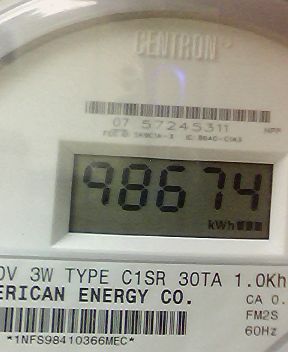 CENTRON
07 57245311
98674
kWh
0V 3W TYPE C1SR 30TA 1.0Kh
ERICAN ENERGY CO. CA 0.
FM2S
60Hz
*1NFS98410366MEC*